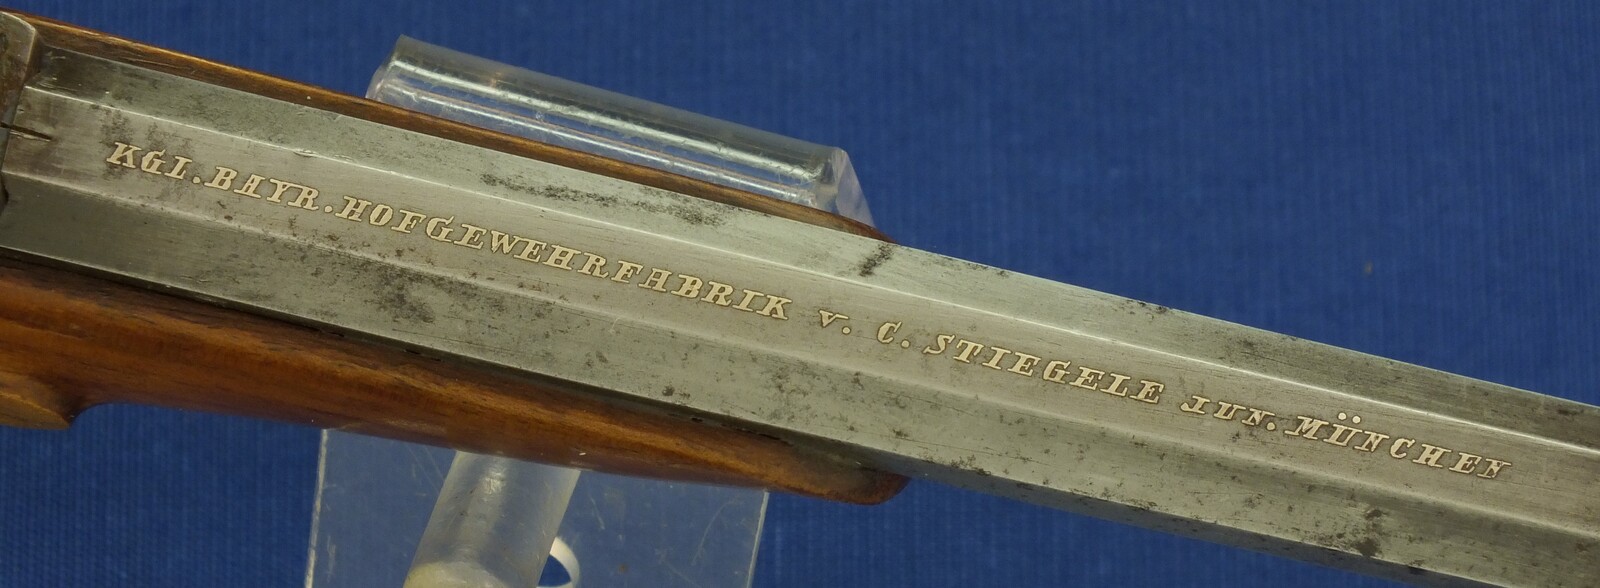 KGL.BAYR.HOFGEWEHRFABRIK v. C. STIEGELE JUN. MÜNCHEN